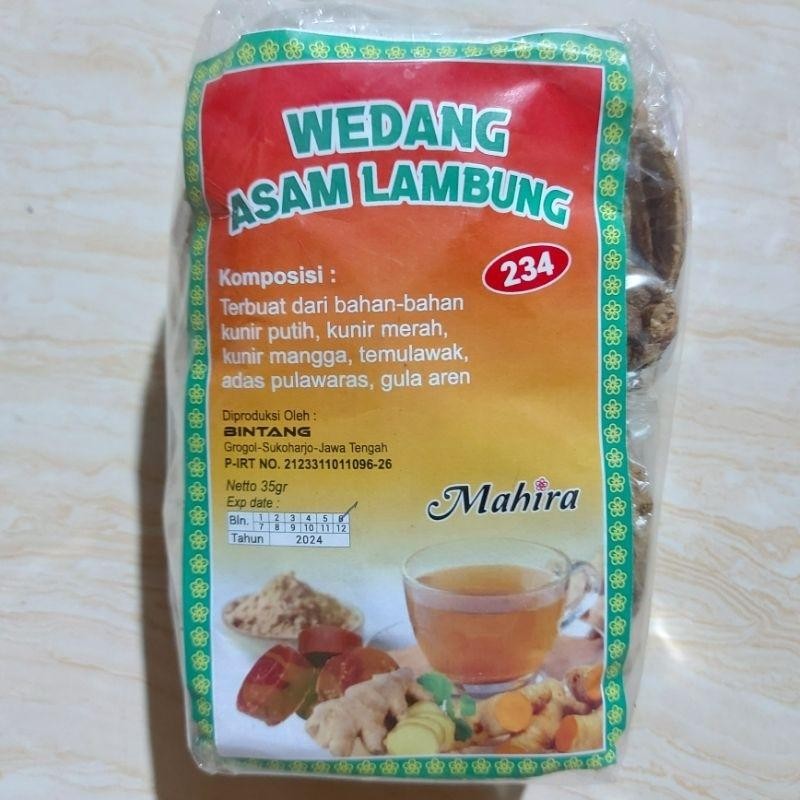 WEDANG
ASAM LAMBUNG
234
Komposisi :
Terbuat dari bahan-bahan
kunir putih, kunir merah,
kunir mangga, temulawak,
adas pulawaras, gula aren
Diproduksi Oleh :
BINTANG
Grogol-Sukoharjo-Jawa Tengah
P-IRT NO. 2123311011096-26
Netto 35gr
Exp date :
Bln. 1 2 3 4 5 6
7 8 9 10 11 12
Tahun 2024
Mahira